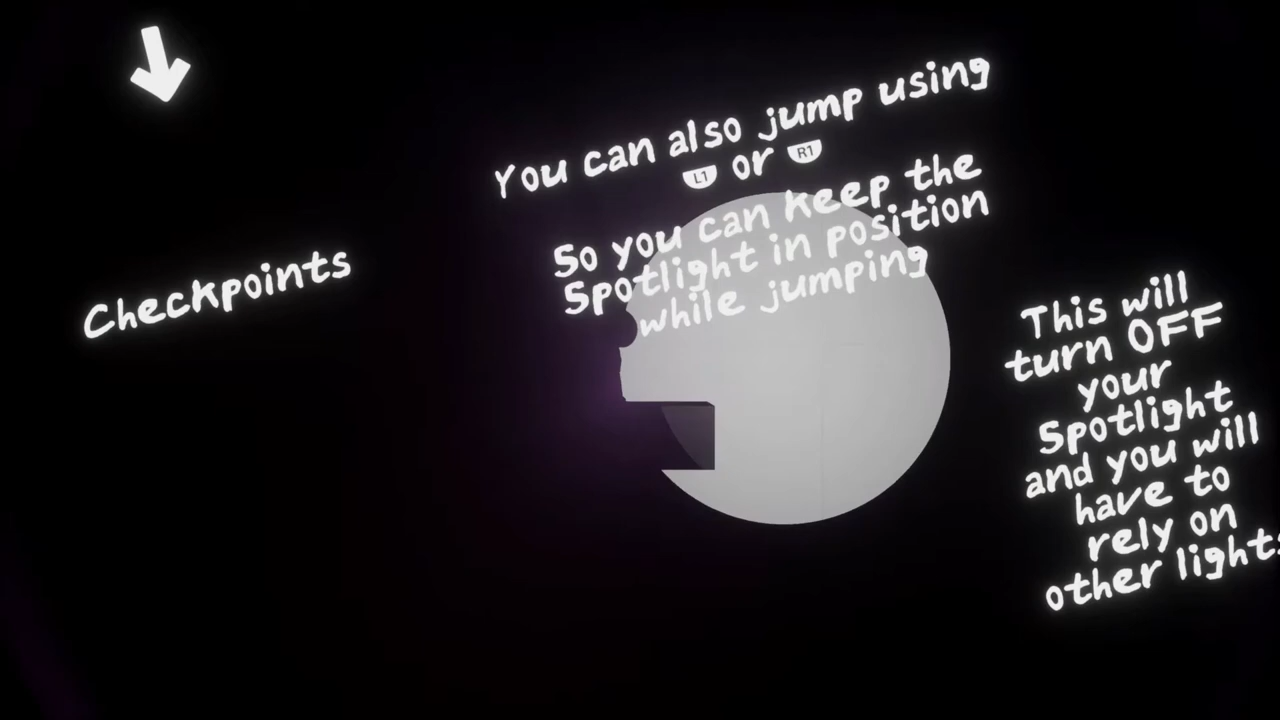 Checkpoints
You can also jump using
L1 or R1
So you can keep the
Spotlight in position
while jumping
This will
turn OFF
your
Spotlight
and you will
have to
rely on
other lights